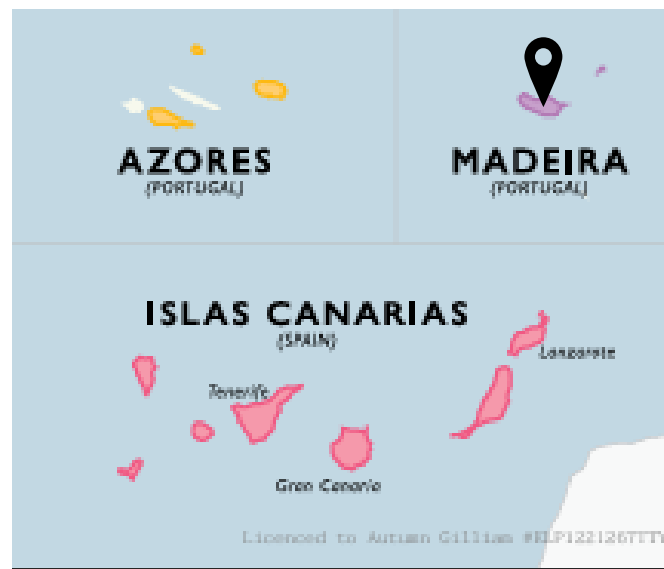 AZORES
(PORTUGAL)
MADEIRA
(PORTUGAL)
ISLAS CANARIAS
(SPAIN)
Lanzarote
Tenerife
Gran Canaria
Licenced to Autumn Gilliam